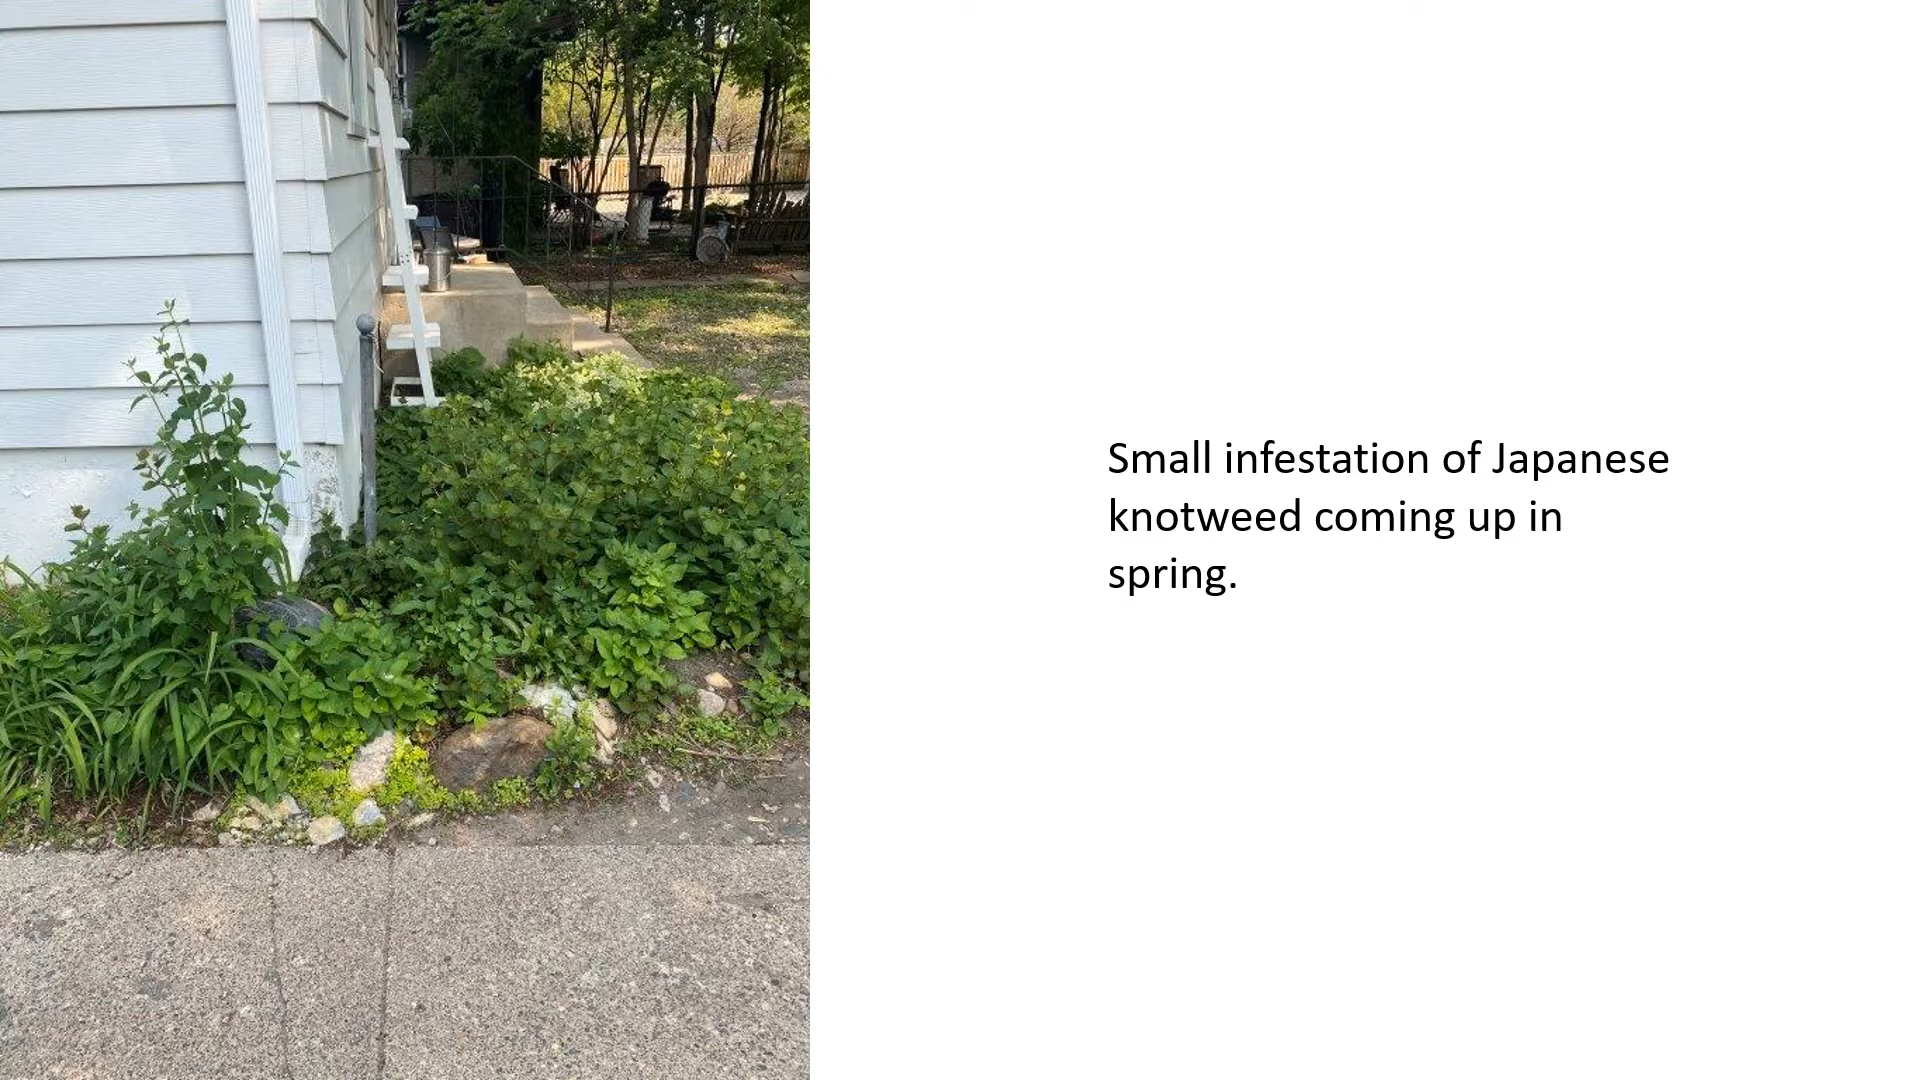 Small infestation of Japanese
knotweed coming up in
spring.